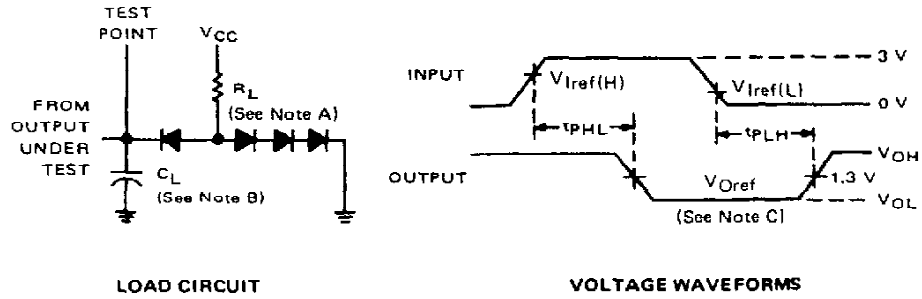 TEST
POINT
VCC
RL
(See Note A)
FROM
OUTPUT
UNDER
TEST
CL
(See Note B)
LOAD CIRCUIT
INPUT
VIref(H)
VIref(L)
3 V
0 V
tPHL
tPLH
OUTPUT
VOref
(See Note C)
VOH
1,3 V
VOL
VOLTAGE WAVEFORMS